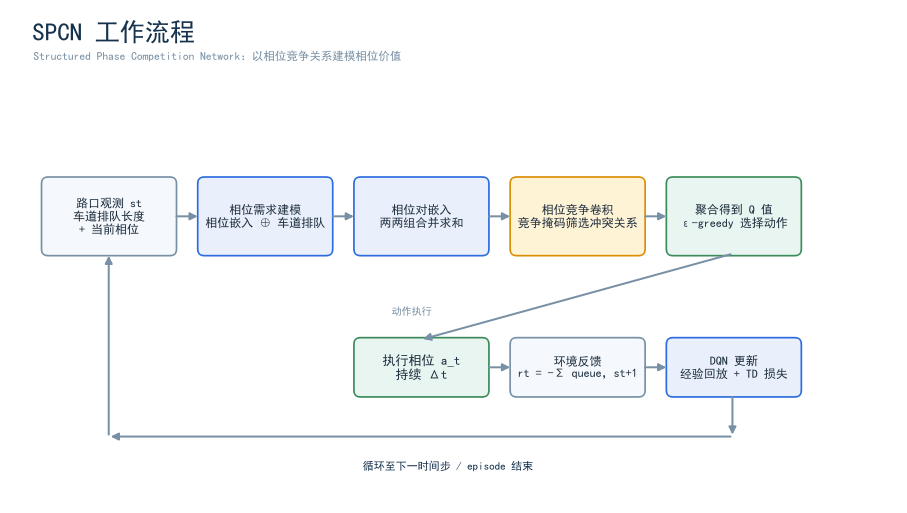 SPCN 工作流程
Structured Phase Competition Network: 以相位竞争关系建模相位价值
路口观测 st
车道排队长度
+ 当前相位
相位需求建模
相位嵌入 ⊕ 车道排队
相位对嵌入
两两组合并求和
相位竞争卷积
竞争掩码筛选冲突关系
聚合得到 Q 值
ε-greedy 选择动作
动作执行
执行相位 a_t
持续 Δt
环境反馈
rt = -Σ queue, st+1
DQN 更新
经验回放 + TD 损失
循环至下一时间步 / episode 结束